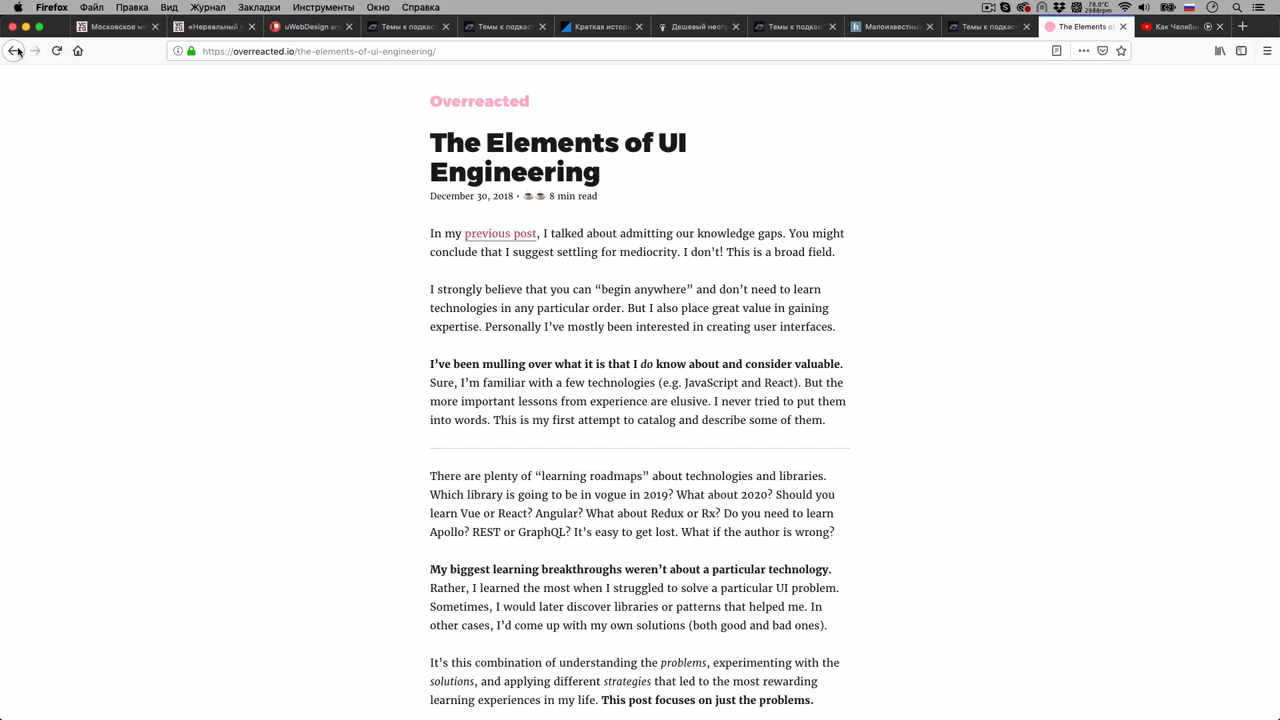 Firefox Файл Правка Вид Журнал Закладки Инструменты Окно Справка
78.0°C
2988rpm
Московское ме
«Нереальный
uWebDesign
Темы к подкас
Темы к подкас
Краткая истори
Дешевый неогр
Темы к подкас
Малоизвестны
Темы к подкас
The Elements of
Как Челябин
https://overreacted.io/the-elements-of-ui-engineering/
Overreacted
The Elements of UI
Engineering
December 30, 2018 • ☕☕ 8 min read
In my previous post, I talked about admitting our knowledge gaps. You might
conclude that I suggest settling for mediocrity. I don’t! This is a broad field.
I strongly believe that you can “begin anywhere” and don’t need to learn
technologies in any particular order. But I also place great value in gaining
expertise. Personally I’ve mostly been interested in creating user interfaces.
I’ve been mulling over what it is that I do know about and consider valuable.
Sure, I’m familiar with a few technologies (e.g. JavaScript and React). But the
more important lessons from experience are elusive. I never tried to put them
into words. This is my first attempt to catalog and describe some of them.
There are plenty of “learning roadmaps” about technologies and libraries.
Which library is going to be in vogue in 2019? What about 2020? Should you
learn Vue or React? Angular? What about Redux or Rx? Do you need to learn
Apollo? REST or GraphQL? It’s easy to get lost. What if the author is wrong?
My biggest learning breakthroughs weren’t about a particular technology.
Rather, I learned the most when I struggled to solve a particular UI problem.
Sometimes, I would later discover libraries or patterns that helped me. In
other cases, I’d come up with my own solutions (both good and bad ones).
It’s this combination of understanding the problems, experimenting with the
solutions, and applying different strategies that led to the most rewarding
learning experiences in my life. This post focuses on just the problems.